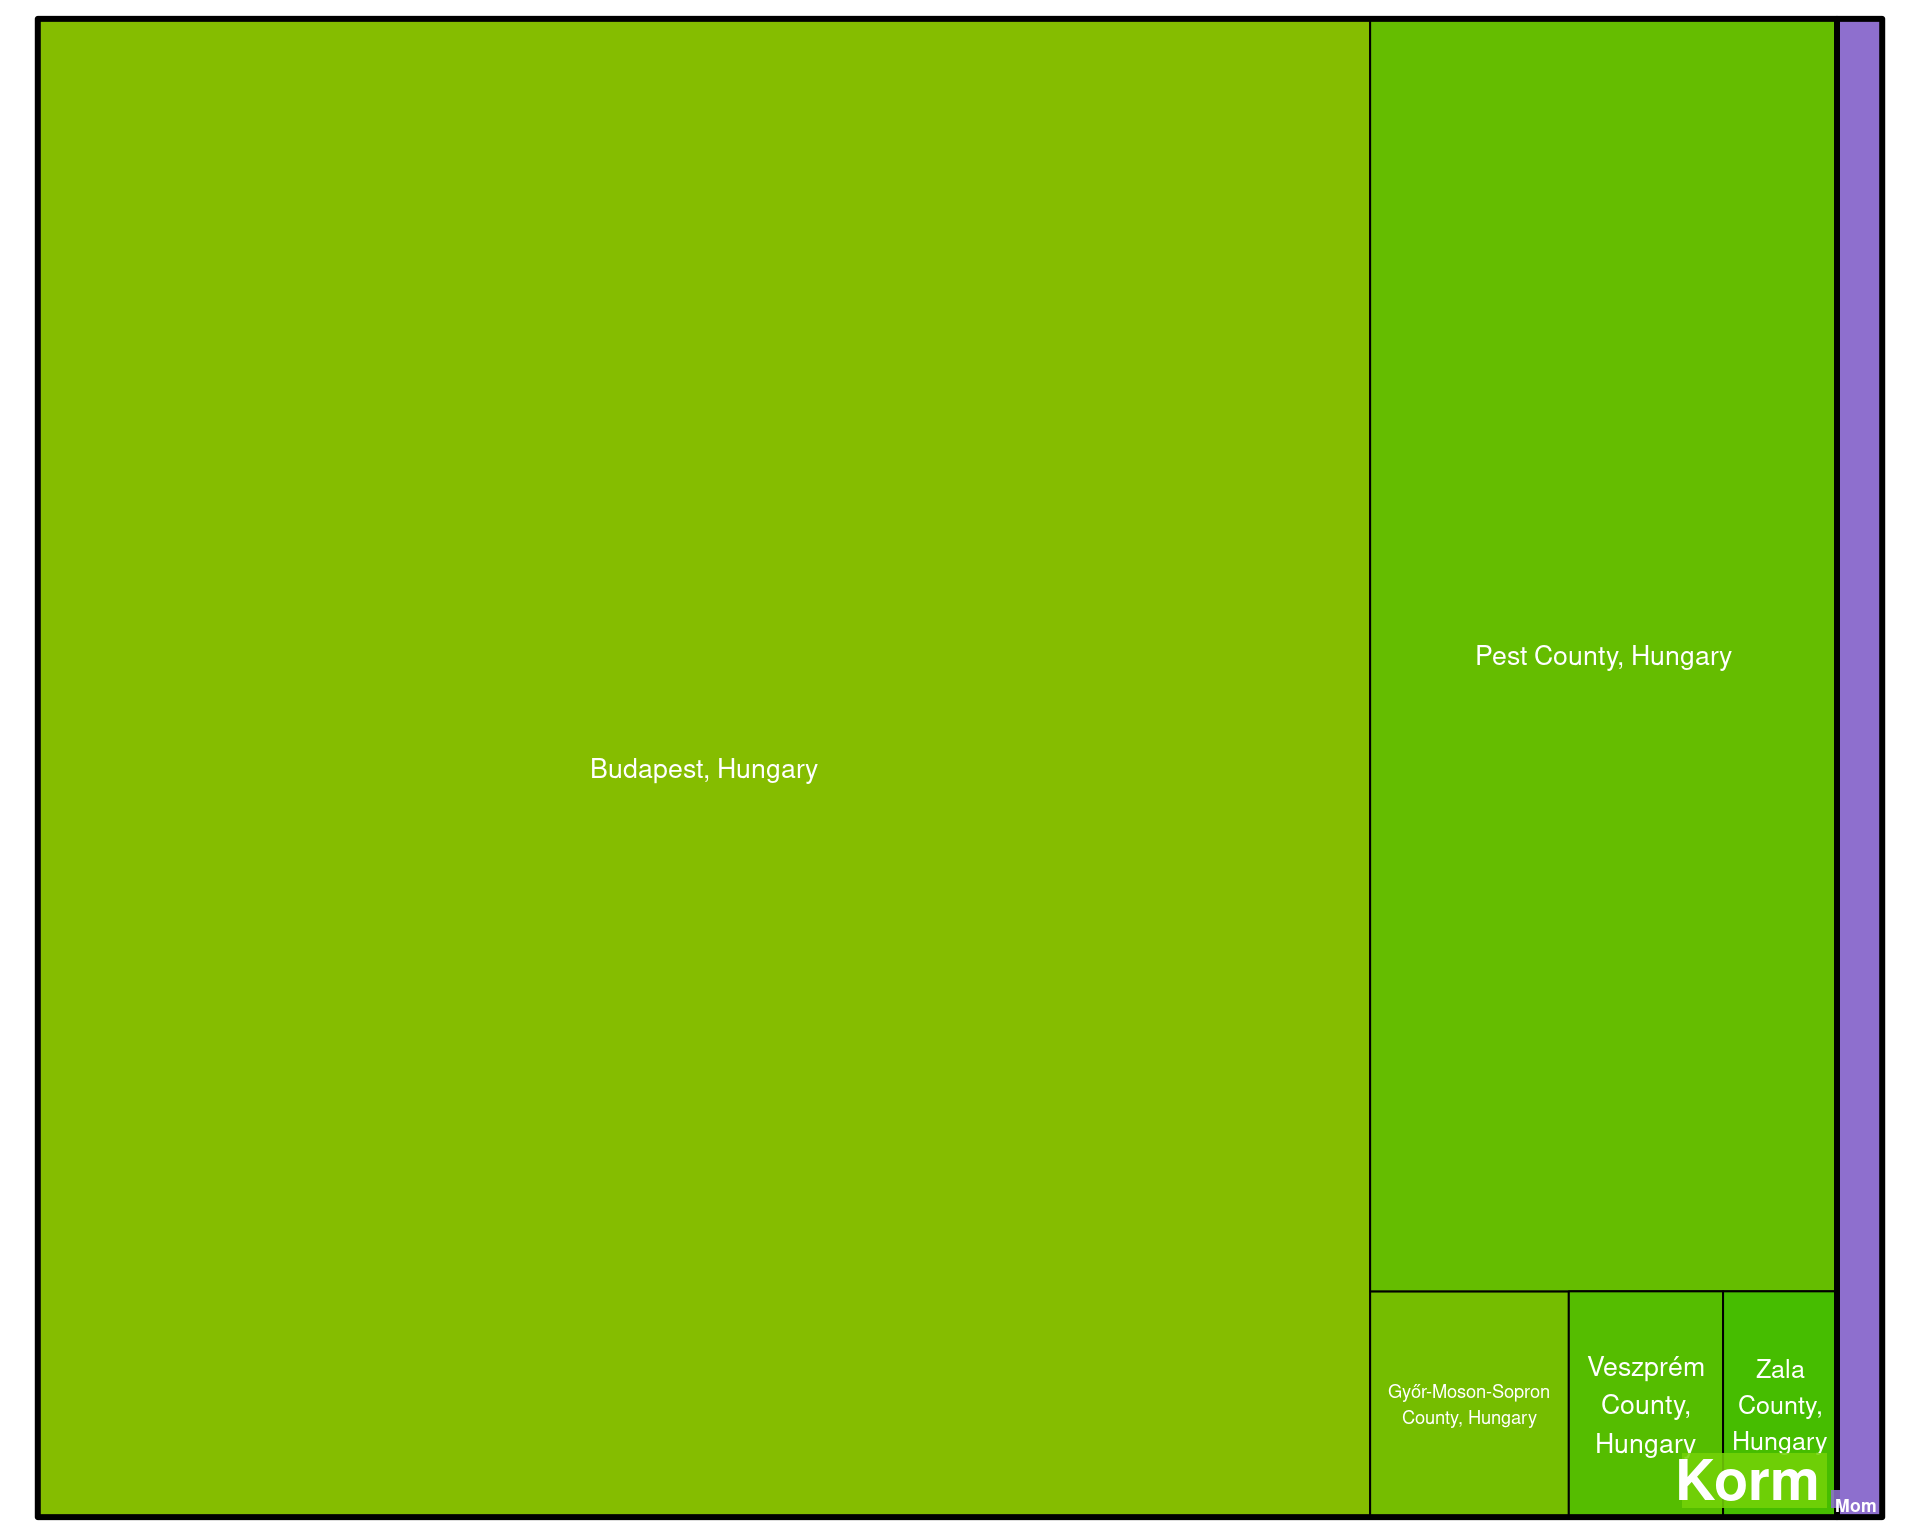 Budapest, Hungary
Pest County, Hungary
Győr-Moson-Sopron
County, Hungary
Veszprém
County,
Hungary
Zala
County,
Hungary
Korm
Mom